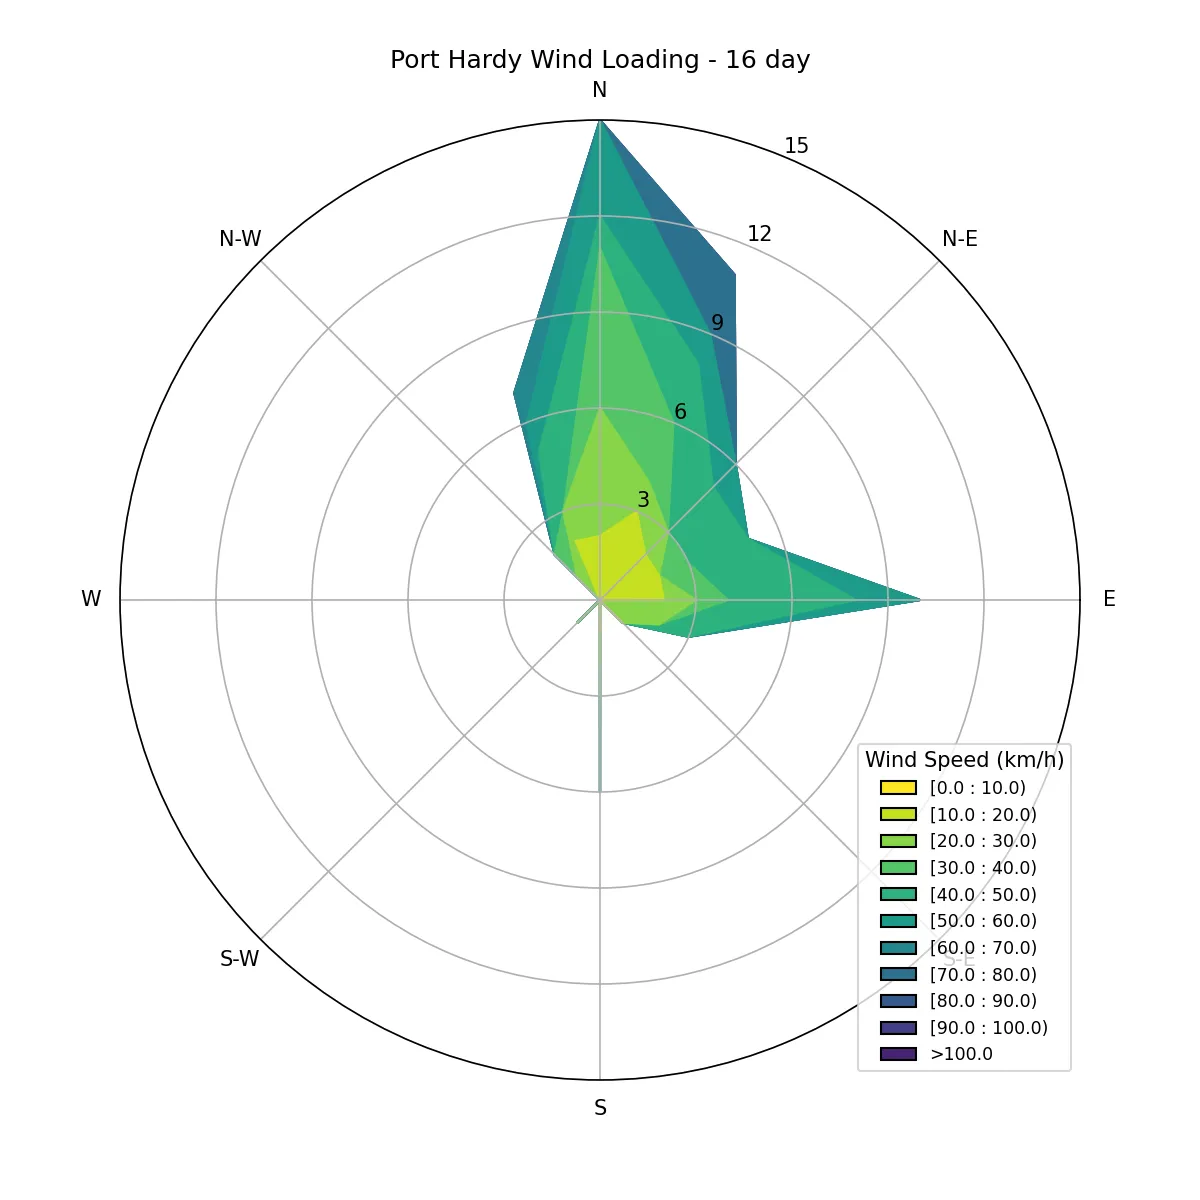 Port Hardy Wind Loading - 16 day
N
15
12
N-W
N-E
9
6
3
W
E
Wind Speed (km/h)
[0.0 : 10.0)
[10.0 : 20.0)
[20.0 : 30.0)
[30.0 : 40.0)
[40.0 : 50.0)
[50.0 : 60.0)
[60.0 : 70.0)
[70.0 : 80.0)
[80.0 : 90.0)
[90.0 : 100.0)
>100.0
S-W
S-E
S